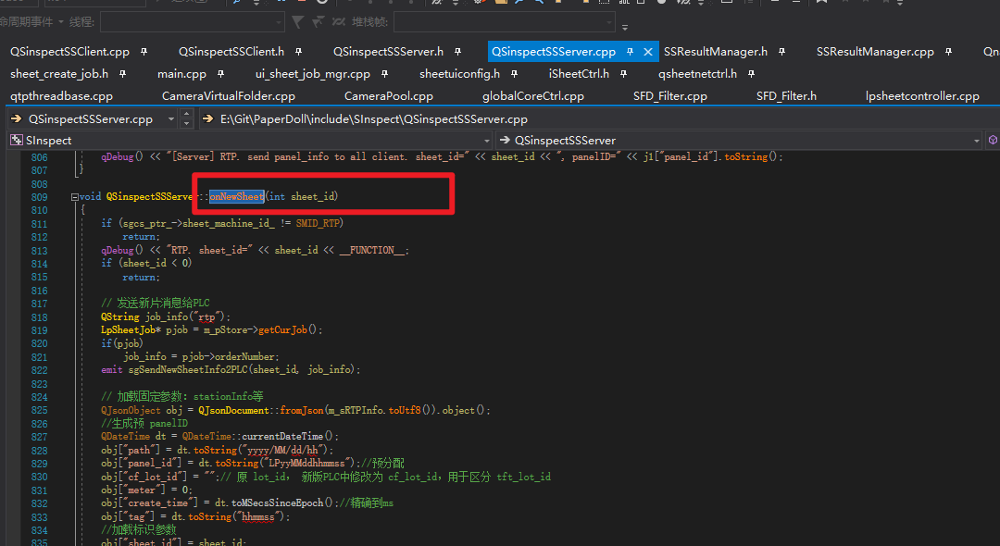 命周期事件 线程: 堆栈帧:
QSinspectSSClient.cpp QSinspectSSClient.h QSinspectSSServer.h QSinspectSSServer.cpp SSResultManager.h SSResultManager.cpp
sheet_create_job.h main.cpp ui_sheet_job_mgr.cpp sheetuiconfig.h iSheetCtrl.h qsheetnetctrl.h
qtpthreadbase.cpp CameraVirtualFolder.cpp CameraPool.cpp globalCoreCtrl.cpp SFD_Filter.cpp SFD_Filter.h lpsheetcontroller.cpp
QSinspectSSServer.cpp E:\Git\PaperDoll\include\SInspect\QSinspectSSServer.cpp
SInspect QSinspectSSServer
806 qDebug() << "[Server] RTP. send panel_info to all client. sheet_id=" << sheet_id << ", panelID=" << j1["panel_id"].toString();
807 }
808
809 void QSinspectSSServer::onNewSheet(int sheet_id)
810 {
811 if (sgcs_ptr_->sheet_machine_id_ != SMID_RTP)
812 return;
813 qDebug() << "RTP. sheet_id=" << sheet_id << __FUNCTION__;
814 if (sheet_id < 0)
815 return;
816
817 // 发送新片消息给PLC
818 QString job_info("rtp");
819 LpSheetJob* pjob = m_pStore->getCurJob();
820 if(pjob)
821 job_info = pjob->orderNumber;
822 emit sgSendNewSheetInfo2PLC(sheet_id, job_info);
823
824 // 加载固定参数: stationInfo等
825 QJsonObject obj = QJsonDocument::fromJson(m_sRTPInfo.toUtf8()).object();
826 //生成预 panelID
827 QDateTime dt = QDateTime::currentDateTime();
828 obj["path"] = dt.toString("yyyy/MM/dd/hh");
829 obj["panel_id"] = dt.toString("LPyyMMddhhmmss");//预分配
830 obj["cf_lot_id"] = "";// 原 lot_id, 新版PLC中修改为 cf_lot_id,用于区分 tft_lot_id
831 obj["meter"] = 0;
832 obj["create_time"] = dt.toMSecsSinceEpoch();//精确到ms
833 obj["tag"] = dt.toString("hhmmss");
834 //加载标识参数
835 obj["sheet_id"] = sheet_id;